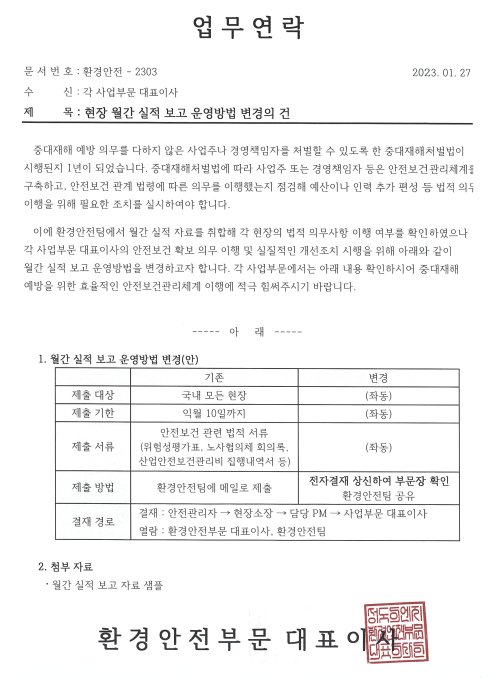 업무연락
문 서 번 호 : 환경안전 - 2303 2023. 01. 27
수 신 : 각 사업부문 대표이사
제 목 : 현장 월간 실적 보고 운영방법 변경의 건
중대재해 예방 의무를 다하지 않은 사업주나 경영책임자를 처벌할 수 있도록 한 중대재해처벌법이
시행된지 1년이 되었습니다. 중대재해처벌법에 따라 사업주 또는 경영책임자 등은 안전보건관리체계를
구축하고, 안전보건 관계 법령에 따른 의무를 이행했는지 점검해 예산이나 인력 추가 편성 등 법적 의무
이행을 위해 필요한 조치를 실시하여야 합니다.
이에 환경안전팀에서 월간 실적 자료를 취합해 각 현장의 법적 의무사항 이행 여부를 확인하였으나
각 사업부문 대표이사의 안전보건 확보 의무 이행 및 실질적인 개선조치 시행을 위해 아래와 같이
월간 실적 보고 운영방법을 변경하고자 합니다. 각 사업부문에서는 아래 내용 확인하시어 중대재해
예방을 위한 효율적인 안전보건관리체계 이행에 적극 힘써주시기 바랍니다.
----- 아 래 -----
1. 월간 실적 보고 운영방법 변경(안)
기존 변경
제출 대상 국내 모든 현장 (좌동)
제출 기한 익월 10일까지 (좌동)
제출 서류 안전보건 관련 법적 서류
(위험성평가표, 노사협의체 회의록,
산업안전보건관리비 집행내역서 등) (좌동)
제출 방법 환경안전팀에 메일로 제출 전자결재 상신하여 부문장 확인
환경안전팀 공유
결재 경로 결재 : 안전관리자 → 현장소장 → 담당 PM → 사업부문 대표이사
열람 : 환경안전부문 대표이사, 환경안전팀
2. 첨부 자료
· 월간 실적 보고 자료 샘플
환경안전부문 대표이사